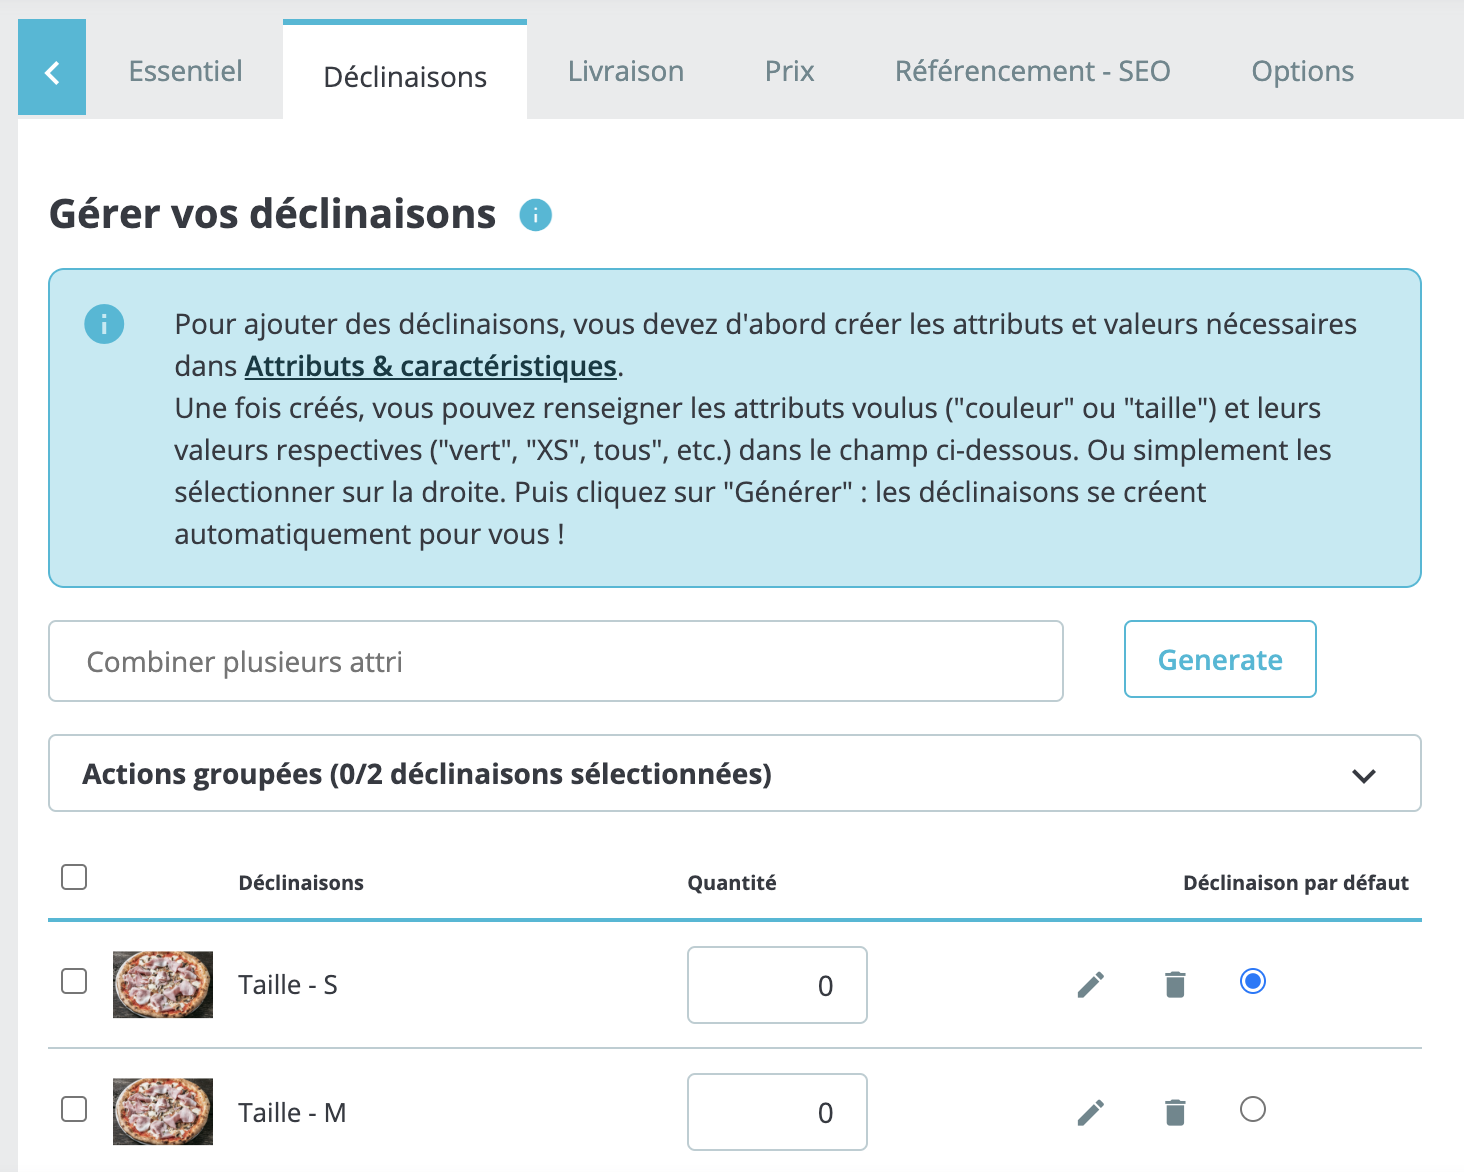 Essentiel
Déclinaisons
Livraison
Prix
Référencement - SEO
Options
Gérer vos déclinaisons
Pour ajouter des déclinaisons, vous devez d'abord créer les attributs et valeurs nécessaires
dans Attributs & caractéristiques.
Une fois créés, vous pouvez renseigner les attributs voulus ("couleur" ou "taille") et leurs
valeurs respectives ("vert", "XS", tous", etc.) dans le champ ci-dessous. Ou simplement les
sélectionner sur la droite. Puis cliquez sur "Générer" : les déclinaisons se créent
automatiquement pour vous !
Combiner plusieurs attri
Generate
Actions groupées (0/2 déclinaisons sélectionnées)
Déclinaisons
Quantité
Déclinaison par défaut
Taille - S
0
Taille - M
0